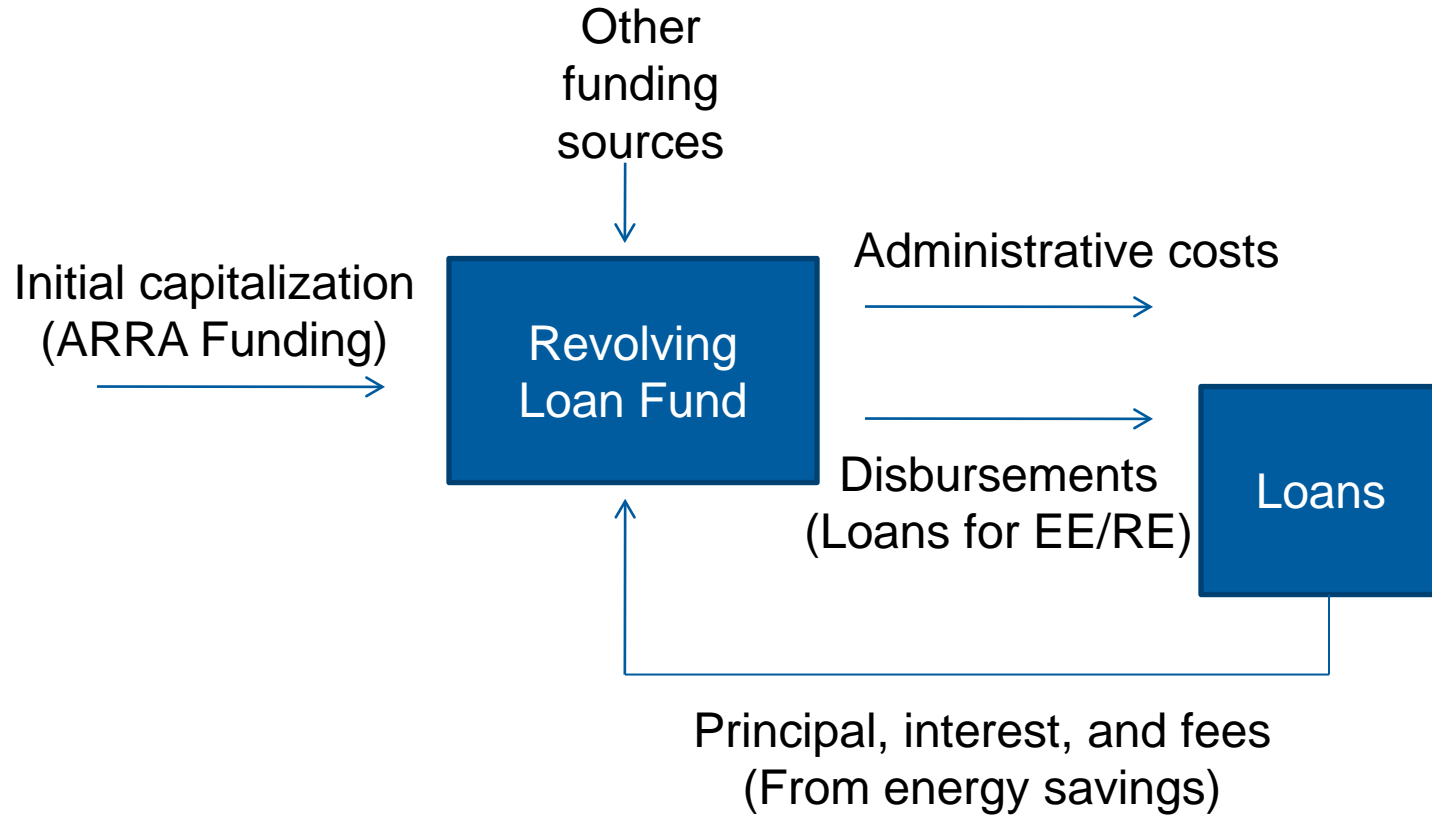 Other
funding
sources
Initial capitalization
(ARRA Funding)
Revolving
Loan Fund
Administrative costs
Disbursements
(Loans for EE/RE)
Loans
Principal, interest, and fees
(From energy savings)